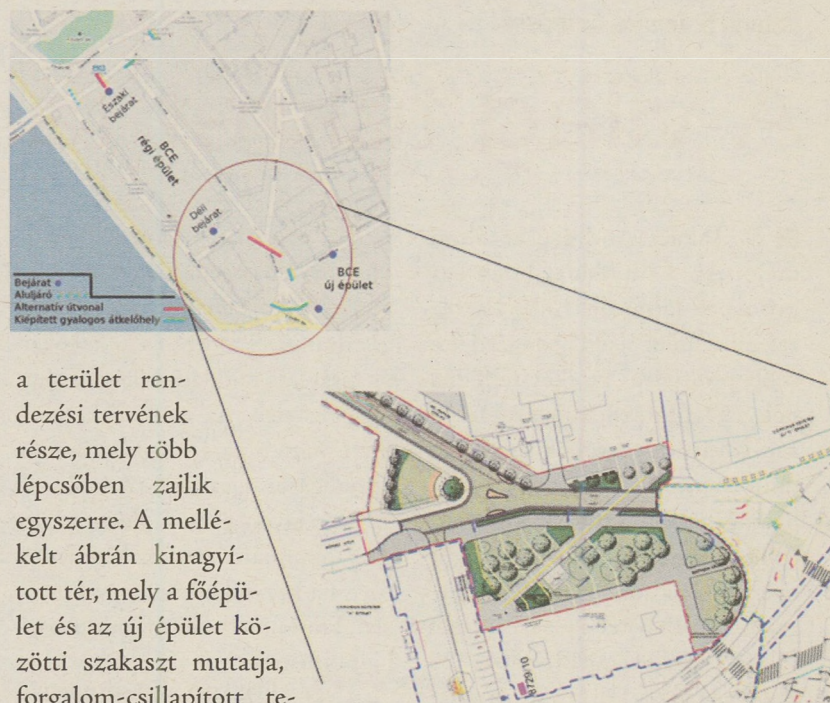 Északi
bejárat
BCE
régi épület
Déli
bejárat
BCE
új épület
Bejárat
Aluljáró
Alternatív útvonal
Kiépített gyalogos átkelőhely
a terület ren-
dezési tervének
része, mely több
lépcsőben zajlik
egyszerre. A mellé-
kelt ábrán kinagyí-
tott tér, mely a főépü-
let és az új épület kö-
zötti szakaszt mutatja,
forgalom-csillapított te-
8729/10